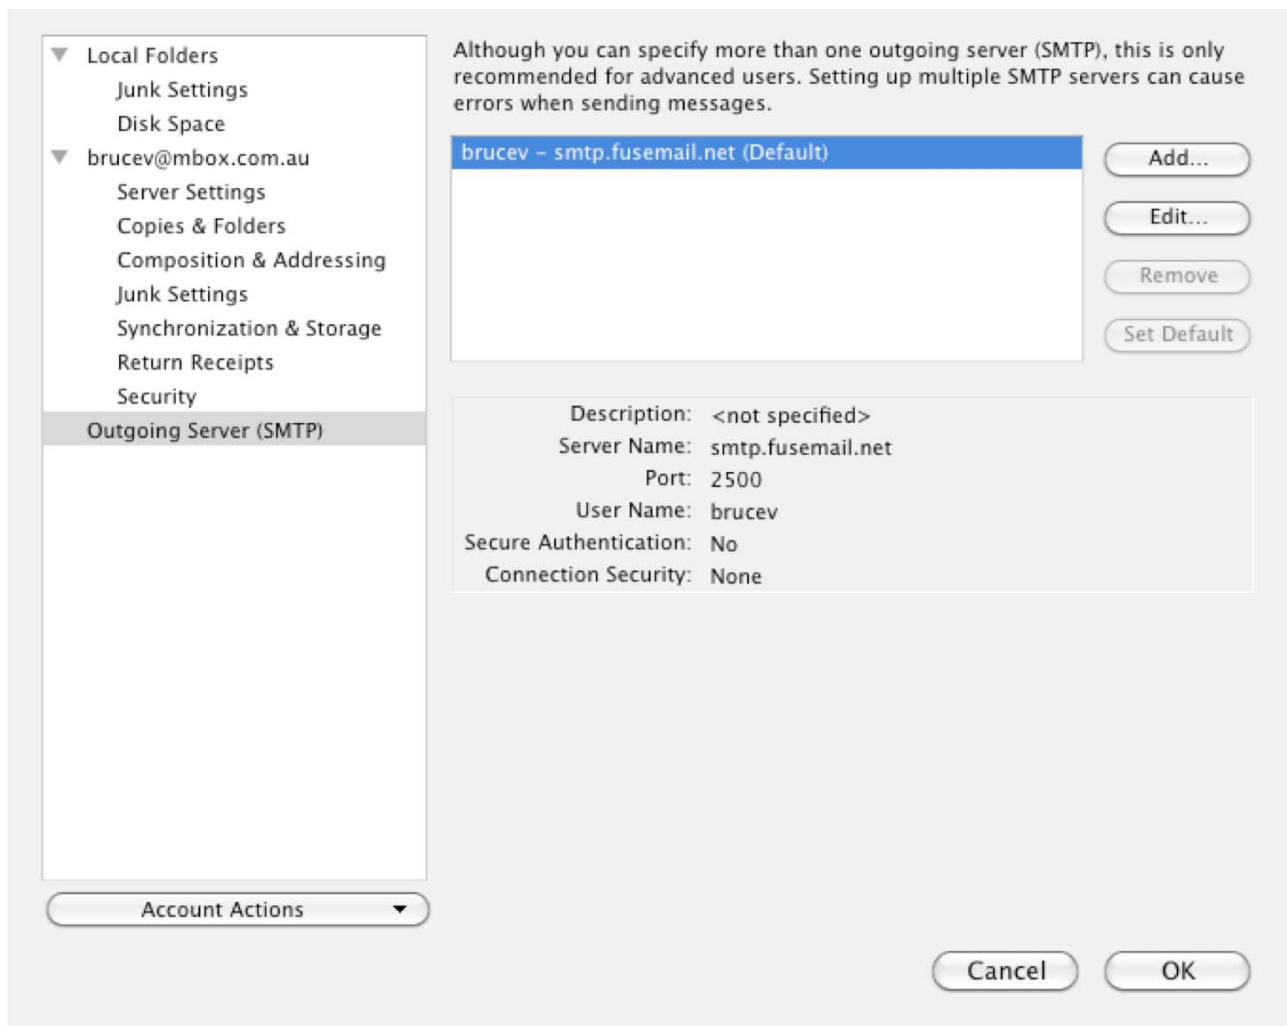 Local Folders
Junk Settings
Disk Space
brucev@mbox.com.au
Server Settings
Copies & Folders
Composition & Addressing
Junk Settings
Synchronization & Storage
Return Receipts
Security
Outgoing Server (SMTP)
Account Actions
Although you can specify more than one outgoing server (SMTP), this is only
recommended for advanced users. Setting up multiple SMTP servers can cause
errors when sending messages.
brucev – smtp.fusemail.net (Default)
Add...
Edit...
Remove
Set Default
Description: <not specified>
Server Name: smtp.fusemail.net
Port: 2500
User Name: brucev
Secure Authentication: No
Connection Security: None
Cancel
OK